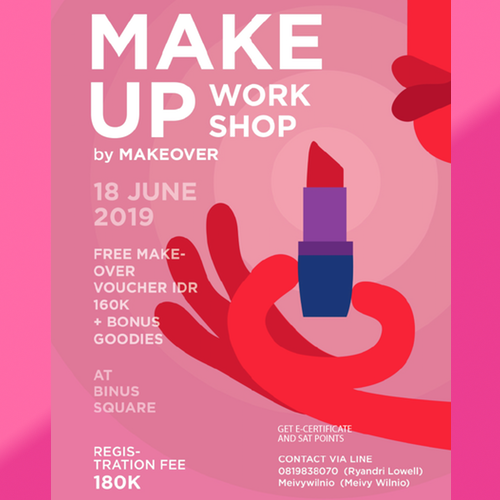 MAKE
UP WORK
SHOP
by MAKEOVER
18 JUNE
2019
FREE MAKE-
OVER
VOUCHER IDR
160K
+ BONUS
GOODIES
AT
BINUS
SQUARE
REGIS-
TRATION FEE
180K
GET E-CERTIFICATE
AND SAT POINTS
CONTACT VIA LINE
0819838070 (Ryandri Lowell)
Meivywilnio (Meivy Wilnio)